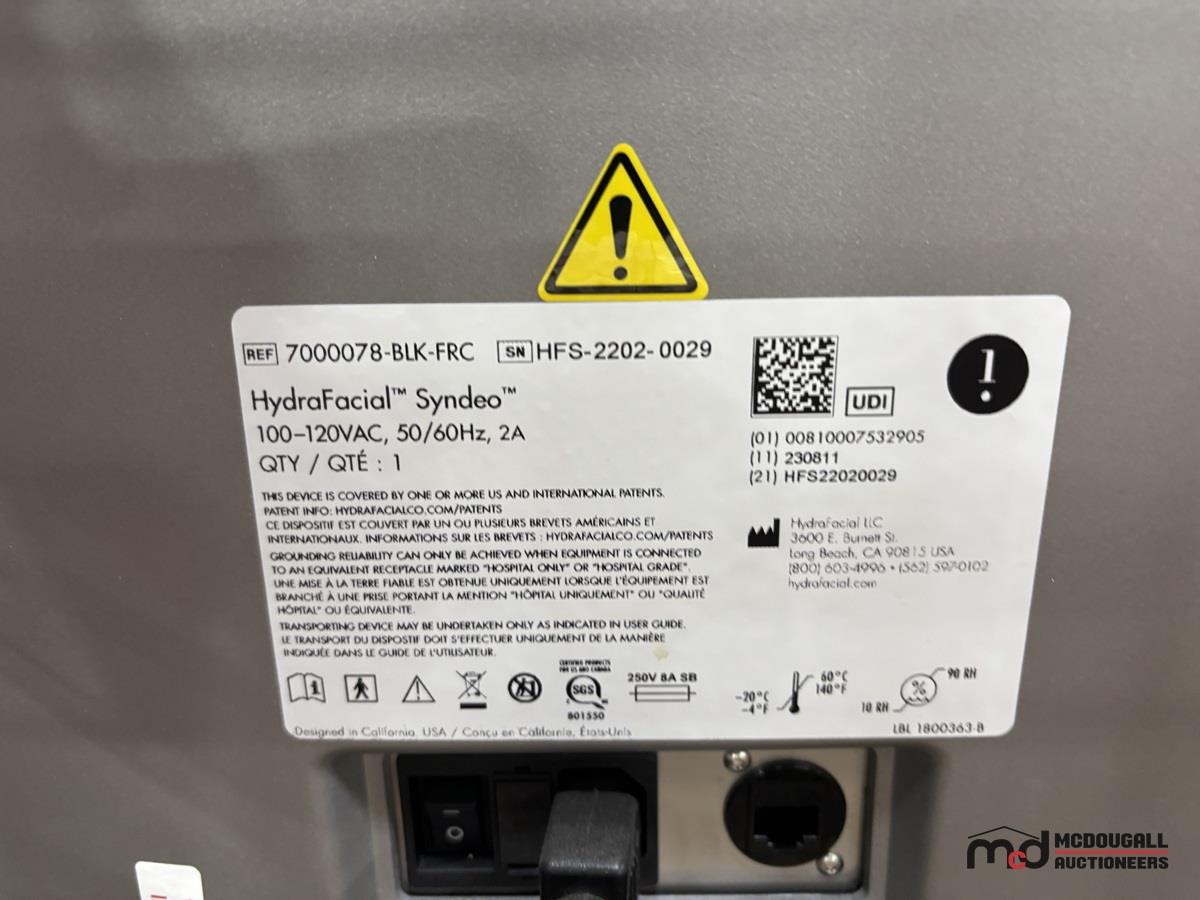 REF 7000078-BLK-FRC SN HFS-2202-0029
HydraFacial™ Syndeo™
100–120VAC, 50/60Hz, 2A
QTY / QTÉ : 1
THIS DEVICE IS COVERED BY ONE OR MORE US AND INTERNATIONAL PATENTS.
PATENT INFO: HYDRAFACIALCO.COM/PATENTS
CE DISPOSITIF EST COUVERT PAR UN OU PLUSIEURS BREVETS AMÉRICAINS ET
INTERNATIONAUX. INFORMATIONS SUR LES BREVETS : HYDRAFACIALCO.COM/PATENTS
GROUNDING RELIABILITY CAN ONLY BE ACHIEVED WHEN EQUIPMENT IS CONNECTED
TO AN EQUIVALENT RECEPTACLE MARKED "HOSPITAL ONLY" OR "HOSPITAL GRADE".
UNE MISE À LA TERRE FIABLE EST OBTENUE UNIQUEMENT LORSQUE L'ÉQUIPEMENT EST
BRANCHÉ À UNE PRISE PORTANT LA MENTION "HÔPITAL UNIQUEMENT" OU "QUALITÉ
HÔPITAL" OU ÉQUIVALENTE.
TRANSPORTING DEVICE MAY BE UNDERTAKEN ONLY AS INDICATED IN USER GUIDE.
LE TRANSPORT DU DISPOSTIF DOIT S'EFFECTUER UNIQUEMENT DE LA MANIÈRE
INDIQUÉE DANS LE GUIDE DE L'UTILISATEUR.
UDI
(01) 00810007532905
(11) 230811
(21) HFS22020029
HydraFacial LLC
3600 E. Burnett St.
Long Beach, CA 90815 USA
(800) 603-4996 • (562) 597-0102
hydrafacial.com
CERTIFIED PRODUCTS
FOR US AND CANADA
SGS
801550
250V 8A SB
-20°C
-4°F
60°C
140°F
10 RH
%
90 RH
LBL 1800363-B
Designed in California, USA / Conçu en Californie, États-Unis
mcd MCDOUGALL
AUCTIONEERS